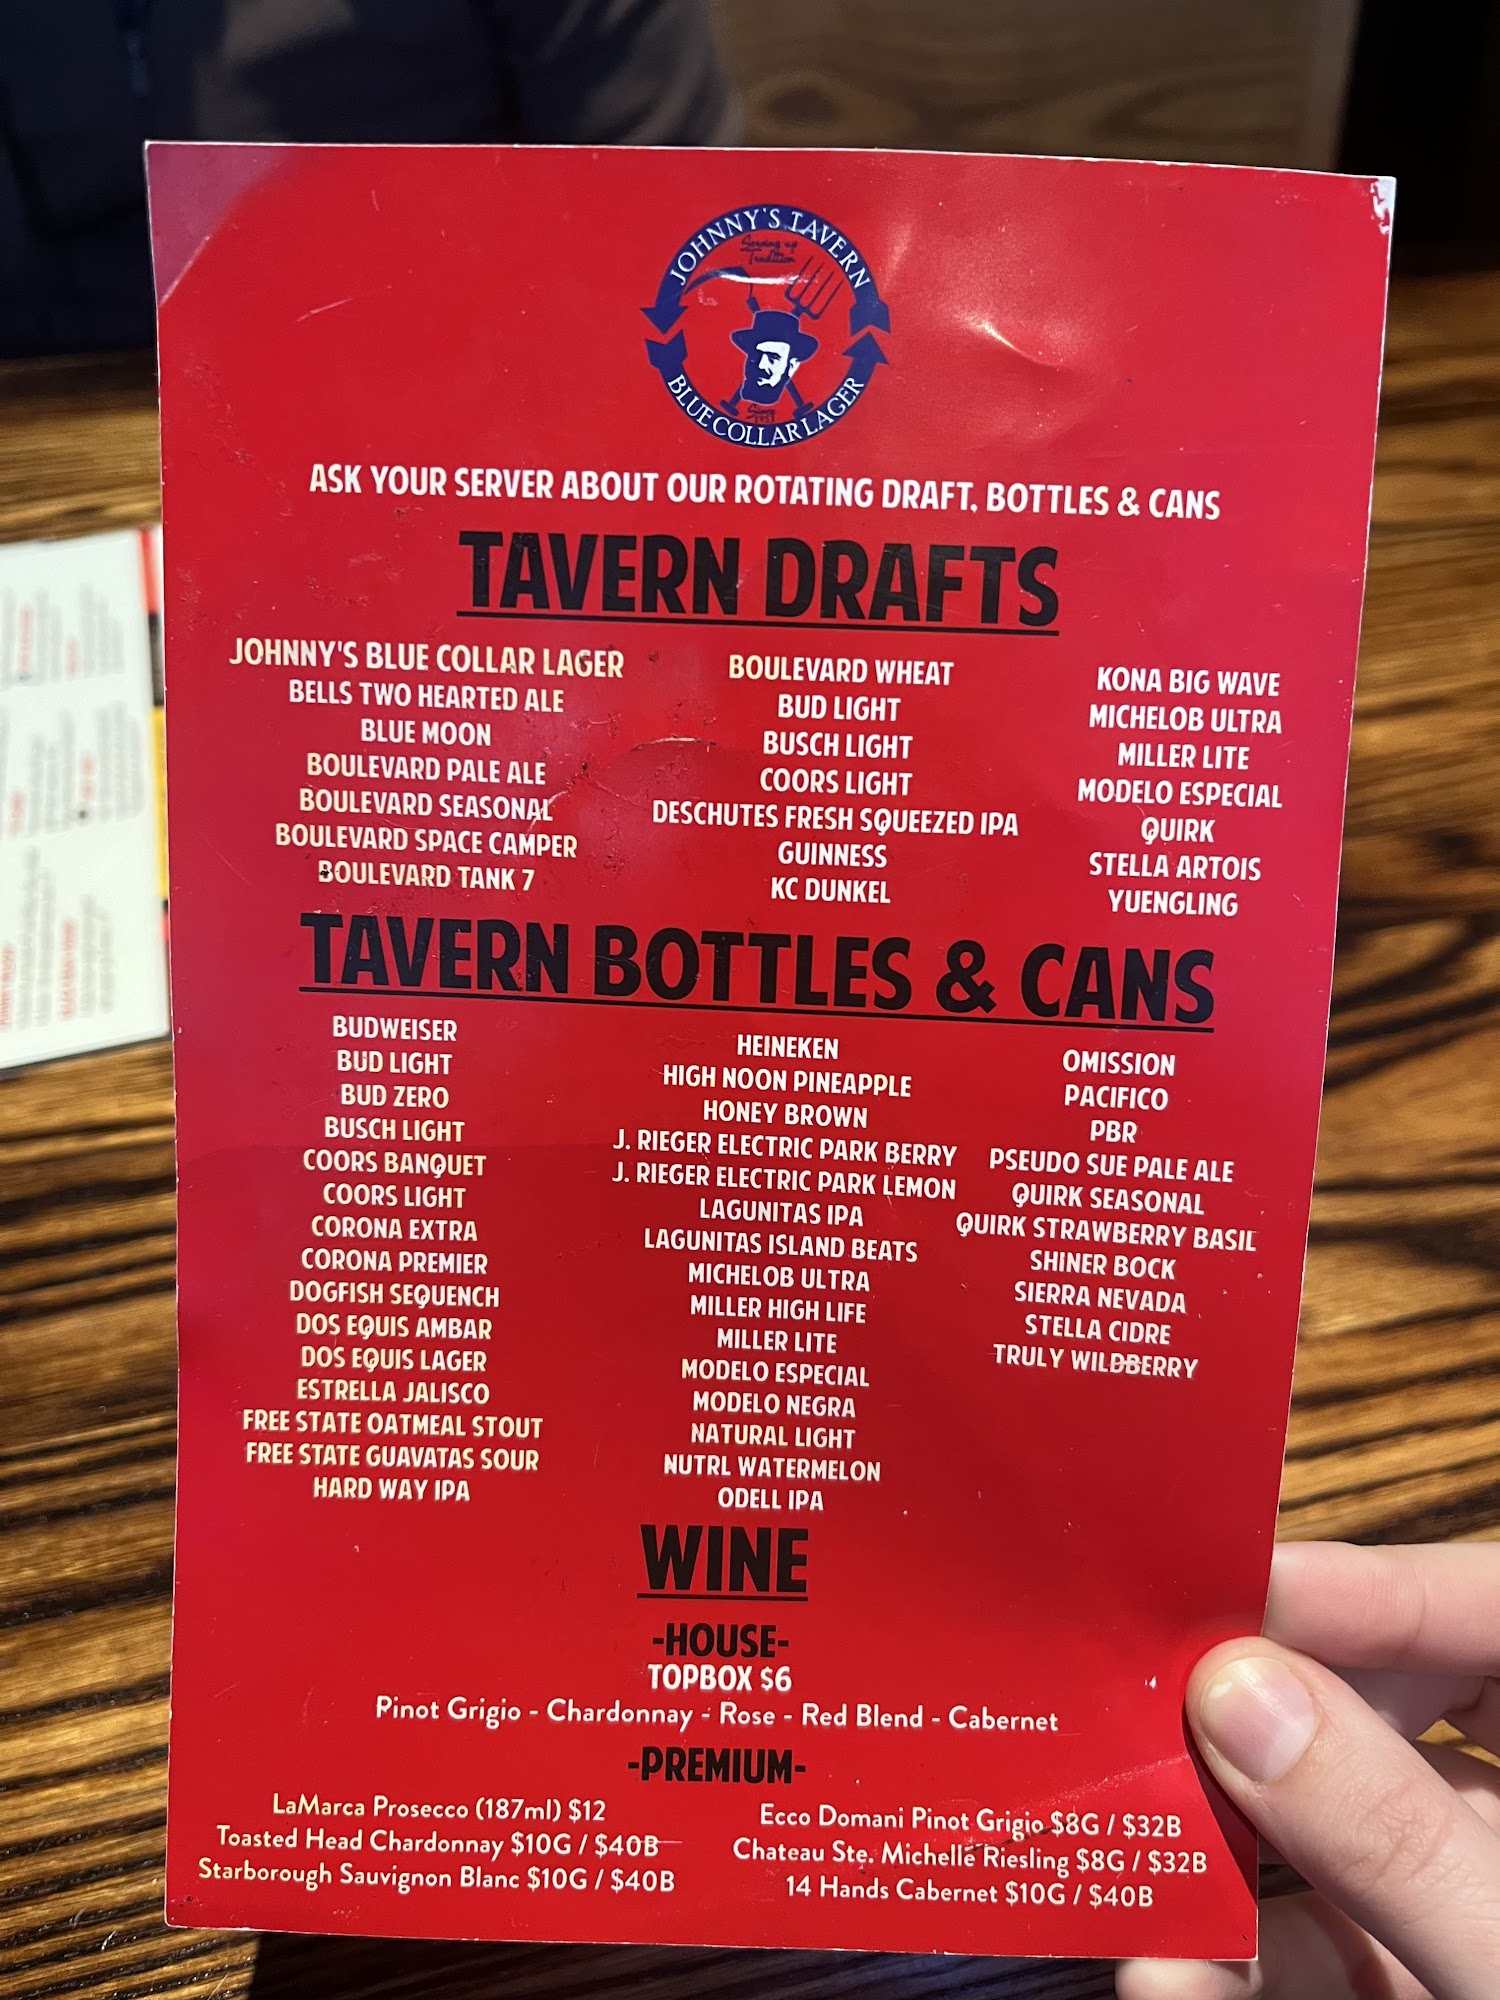 JOHNNY'S TAVERN
Serving up
Tradition
Since
1953
BLUE COLLAR LAGER
ASK YOUR SERVER ABOUT OUR ROTATING DRAFT, BOTTLES & CANS
TAVERN DRAFTS
JOHNNY'S BLUE COLLAR LAGER
BELLS TWO HEARTED ALE
BLUE MOON
BOULEVARD PALE ALE
BOULEVARD SEASONAL
BOULEVARD SPACE CAMPER
BOULEVARD TANK 7
BOULEVARD WHEAT
BUD LIGHT
BUSCH LIGHT
COORS LIGHT
DESCHUTES FRESH SQUEEZED IPA
GUINNESS
KC DUNKEL
KONA BIG WAVE
MICHELOB ULTRA
MILLER LITE
MODELO ESPECIAL
QUIRK
STELLA ARTOIS
YUENGLING
TAVERN BOTTLES & CANS
BUDWEISER
BUD LIGHT
BUD ZERO
BUSCH LIGHT
COORS BANQUET
COORS LIGHT
CORONA EXTRA
CORONA PREMIER
DOGFISH SEQUENCH
DOS EQUIS AMBAR
DOS EQUIS LAGER
ESTRELLA JALISCO
FREE STATE OATMEAL STOUT
FREE STATE GUAVATAS SOUR
HARD WAY IPA
HEINEKEN
HIGH NOON PINEAPPLE
HONEY BROWN
J. RIEGER ELECTRIC PARK BERRY
J. RIEGER ELECTRIC PARK LEMON
LAGUNITAS IPA
LAGUNITAS ISLAND BEATS
MICHELOB ULTRA
MILLER HIGH LIFE
MILLER LITE
MODELO ESPECIAL
MODELO NEGRA
NATURAL LIGHT
NUTRL WATERMELON
ODELL IPA
OMISSION
PACIFICO
PBR
PSEUDO SUE PALE ALE
QUIRK SEASONAL
QUIRK STRAWBERRY BASIL
SHINER BOCK
SIERRA NEVADA
STELLA CIDRE
TRULY WILDBERRY
WINE
-HOUSE-
TOPBOX $6
Pinot Grigio - Chardonnay - Rose - Red Blend - Cabernet
-PREMIUM-
LaMarca Prosecco (187ml) $12
Toasted Head Chardonnay $10G / $40B
Starborough Sauvignon Blanc $10G / $40B
Ecco Domani Pinot Grigio $8G / $32B
Chateau Ste. Michelle Riesling $8G / $32B
14 Hands Cabernet $10G / $40B